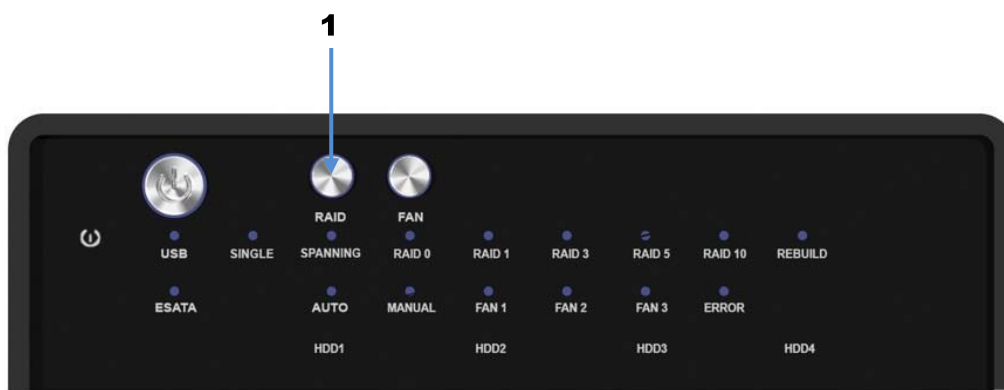 1
RAID FAN
USB SINGLE SPANNING RAID 0 RAID 1 RAID 3 RAID 5 RAID 10 REBUILD
ESATA AUTO MANUAL FAN 1 FAN 2 FAN 3 ERROR
HDD1 HDD2 HDD3 HDD4